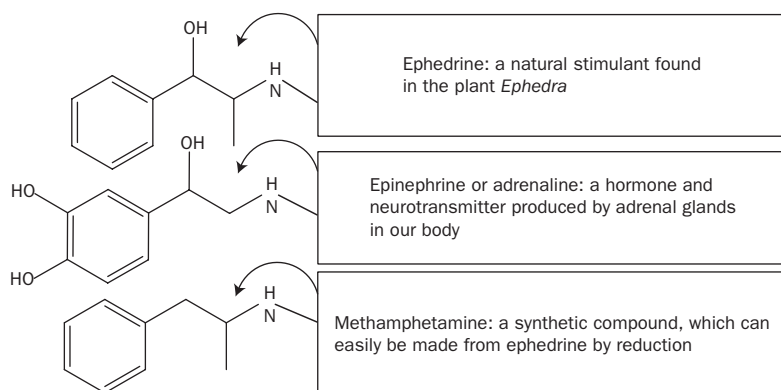 OH
H
N
Ephedrine: a natural stimulant found
in the plant Ephedra
OH
HO
HO
H
N
Epinephrine or adrenaline: a hormone and
neurotransmitter produced by adrenal glands
in our body
H
N
Methamphetamine: a synthetic compound, which can
easily be made from ephedrine by reduction